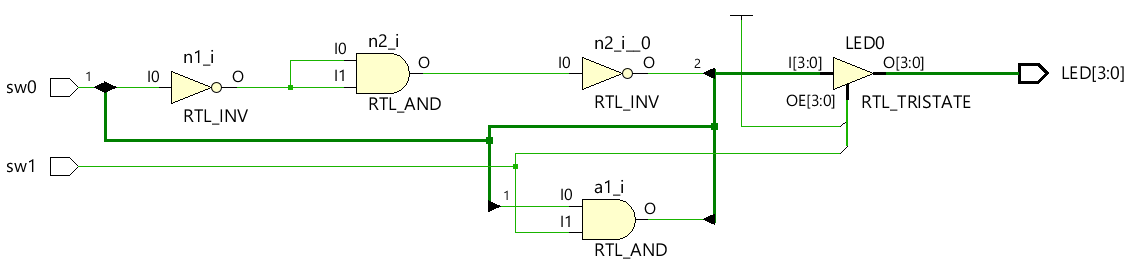 n1_i
n2_i
n2_i__0
LED0
sw0
1
I0
O
I0
I1
O
I0
O
2
I[3:0]
O[3:0]
LED[3:0]
RTL_INV
RTL_AND
RTL_INV
OE[3:0]
RTL_TRISTATE
sw1
a1_i
1
I0
I1
O
RTL_AND